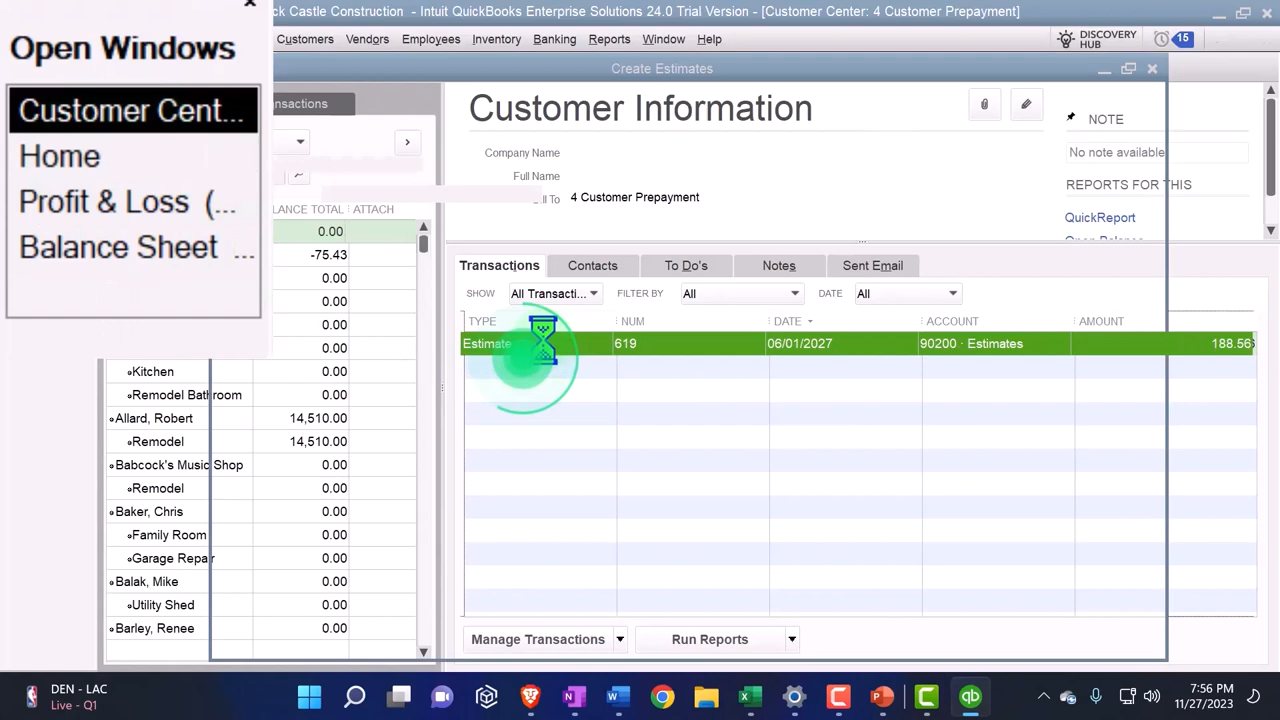 ck Castle Construction - Intuit QuickBooks Enterprise Solutions 24.0 Trial Version - [Customer Center: 4 Customer Prepayment]
Open Windows
Customer Cent...
Home
Profit & Loss (...
Balance Sheet ...
Customers Vendors Employees Inventory Banking Reports Window Help
DISCOVERY HUB
15
Create Estimates
nsactions
Customer Information
Company Name
Full Name
ill To 4 Customer Prepayment
NOTE
No note available
REPORTS FOR THIS
QuickReport
LANCE TOTAL ATTACH
0.00
-75.43
0.00
0.00
0.00
0.00
Kitchen 0.00
Remodel Bathroom 0.00
Allard, Robert 14,510.00
Remodel 14,510.00
Babcock's Music Shop 0.00
Remodel 0.00
Baker, Chris 0.00
Family Room 0.00
Garage Repair 0.00
Balak, Mike 0.00
Utility Shed 0.00
Barley, Renee 0.00
Transactions Contacts To Do's Notes Sent Email
SHOW All Transacti... FILTER BY All DATE All
TYPE NUM DATE ACCOUNT AMOUNT
Estimate 619 06/01/2027 90200 · Estimates 188.56
Manage Transactions Run Reports
DEN - LAC
Live - Q1
7:56 PM
11/27/2023